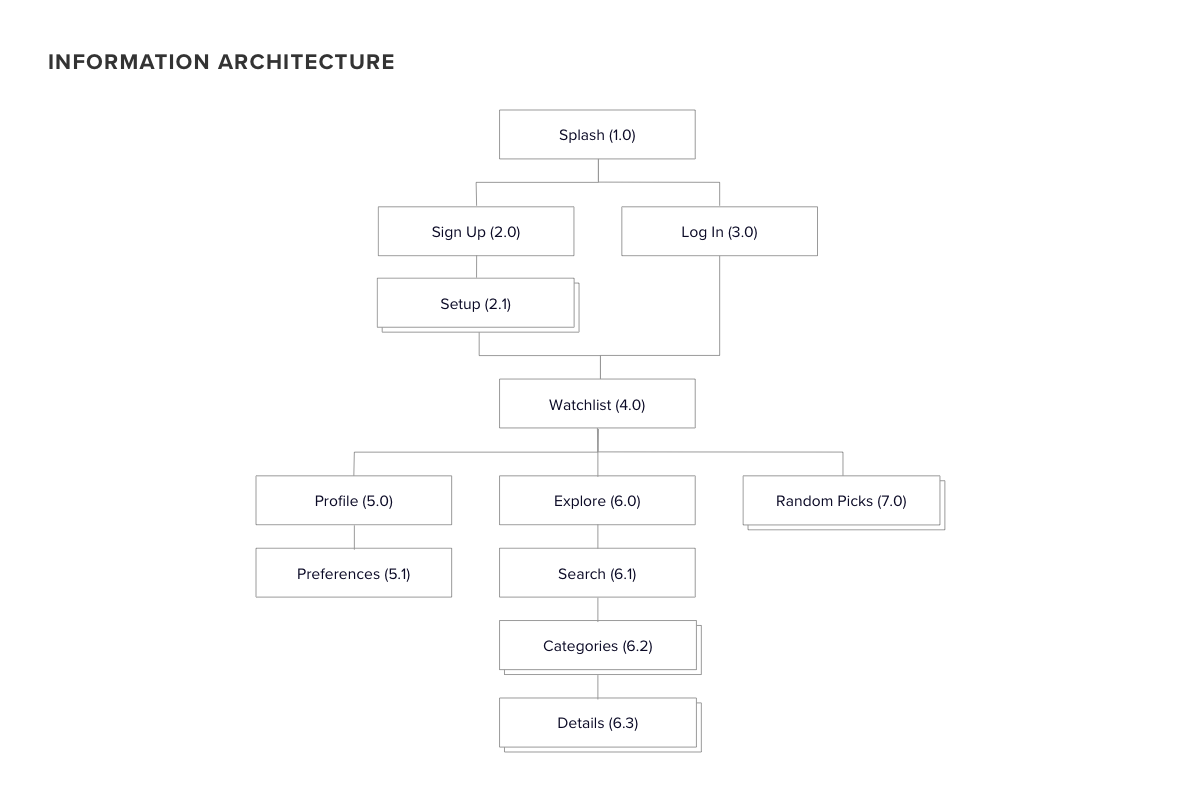 INFORMATION ARCHITECTURE
Splash (1.0)
Sign Up (2.0)
Log In (3.0)
Setup (2.1)
Watchlist (4.0)
Profile (5.0)
Explore (6.0)
Random Picks (7.0)
Preferences (5.1)
Search (6.1)
Categories (6.2)
Details (6.3)